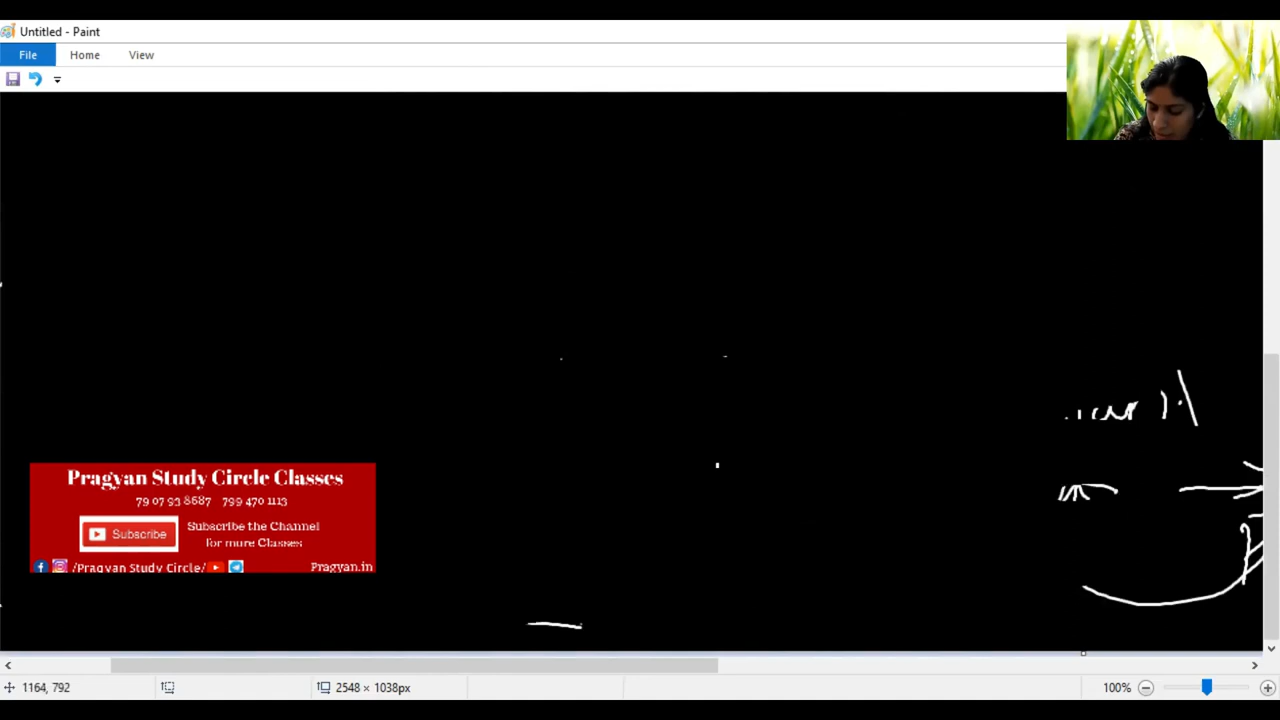 Untitled - Paint
File Home View
Pragyan Study Circle Classes
79 07 93 8687 799 470 1113
Subscribe
Subscribe the Channel
for more Classes
/Pragyan Study Circle/
Pragyan.in
1164, 792
2548 × 1038px
100%